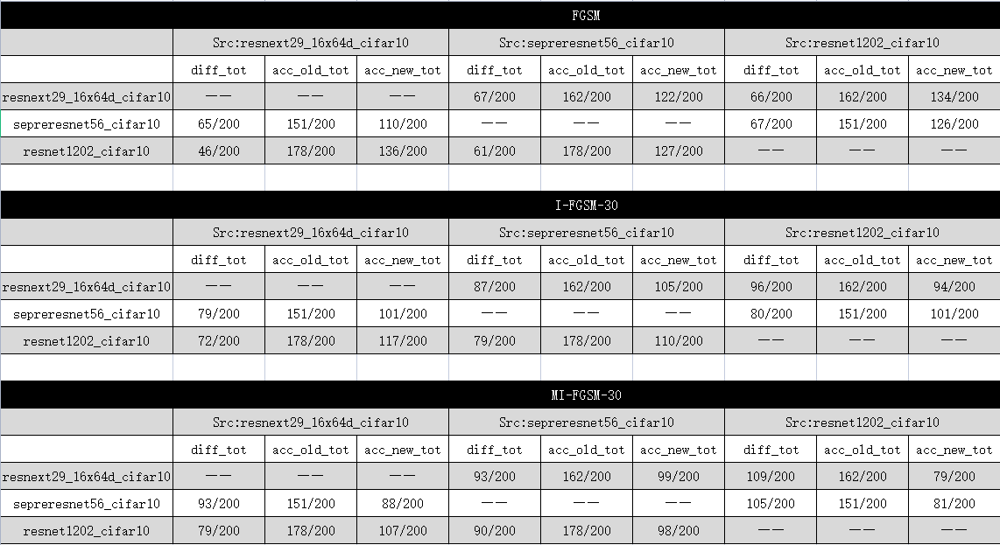 FGSM
Src:resnext29_16x64d_cifar10 Src:sepreresnet56_cifar10 Src:resnet1202_cifar10
diff_tot acc_old_tot acc_new_tot diff_tot acc_old_tot acc_new_tot diff_tot acc_old_tot acc_new_tot
resnext29_16x64d_cifar10 —— —— —— 67/200 162/200 122/200 66/200 162/200 134/200
sepreresnet56_cifar10 65/200 151/200 110/200 —— —— —— 67/200 151/200 126/200
resnet1202_cifar10 46/200 178/200 136/200 61/200 178/200 127/200 —— —— ——
I-FGSM-30
Src:resnext29_16x64d_cifar10 Src:sepreresnet56_cifar10 Src:resnet1202_cifar10
diff_tot acc_old_tot acc_new_tot diff_tot acc_old_tot acc_new_tot diff_tot acc_old_tot acc_new_tot
resnext29_16x64d_cifar10 —— —— —— 87/200 162/200 105/200 96/200 162/200 94/200
sepreresnet56_cifar10 79/200 151/200 101/200 —— —— —— 80/200 151/200 101/200
resnet1202_cifar10 72/200 178/200 117/200 79/200 178/200 110/200 —— —— ——
MI-FGSM-30
Src:resnext29_16x64d_cifar10 Src:sepreresnet56_cifar10 Src:resnet1202_cifar10
diff_tot acc_old_tot acc_new_tot diff_tot acc_old_tot acc_new_tot diff_tot acc_old_tot acc_new_tot
resnext29_16x64d_cifar10 —— —— —— 93/200 162/200 99/200 109/200 162/200 79/200
sepreresnet56_cifar10 93/200 151/200 88/200 —— —— —— 105/200 151/200 81/200
resnet1202_cifar10 79/200 178/200 107/200 90/200 178/200 98/200 —— —— ——